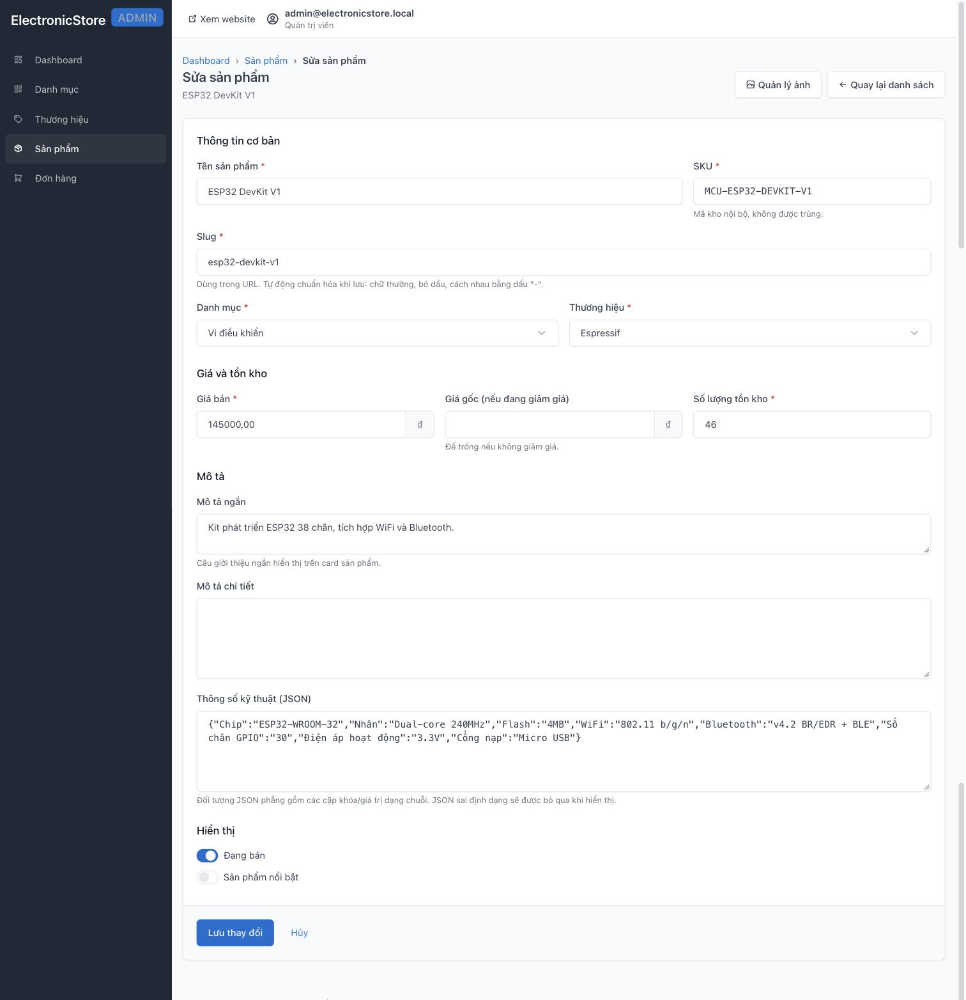 ElectronicStore ADMIN
Dashboard
Danh mục
Thương hiệu
Sản phẩm
Đơn hàng
Xem website
admin@electronicstore.local
Quản trị viên
Dashboard › Sản phẩm › Sửa sản phẩm
Sửa sản phẩm
ESP32 DevKit V1
Quản lý ảnh
← Quay lại danh sách
Thông tin cơ bản
Tên sản phẩm *
SKU *
ESP32 DevKit V1
MCU-ESP32-DEVKIT-V1
Mã kho nội bộ, không được trùng.
Slug *
esp32-devkit-v1
Dùng trong URL. Tự động chuẩn hóa khi lưu: chữ thường, bỏ dấu, cách nhau bằng dấu "-".
Danh mục *
Thương hiệu *
Vi điều khiển
Espressif
Giá và tồn kho
Giá bán *
Giá gốc (nếu đang giảm giá)
Số lượng tồn kho *
145000,00 ₫
₫
46
Để trống nếu không giảm giá.
Mô tả
Mô tả ngắn
Kit phát triển ESP32 38 chân, tích hợp WiFi và Bluetooth.
Câu giới thiệu ngắn hiển thị trên card sản phẩm.
Mô tả chi tiết
Thông số kỹ thuật (JSON)
{"Chip":"ESP32-WROOM-32","Nhân":"Dual-core 240MHz","Flash":"4MB","WiFi":"802.11 b/g/n","Bluetooth":"v4.2 BR/EDR + BLE","Số
chân GPIO":"30","Điện áp hoạt động":"3.3V","Cổng nạp":"Micro USB"}
Đối tượng JSON phẳng gồm các cặp khóa/giá trị dạng chuỗi. JSON sai định dạng sẽ được bỏ qua khi hiển thị.
Hiển thị
Đang bán
Sản phẩm nổi bật
Lưu thay đổi
Hủy